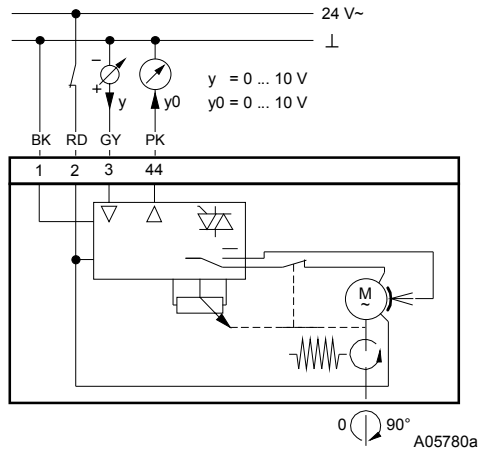 24 V~
⊥
− 
+ y y0
y = 0 ... 10 V
y0 = 0 ... 10 V
BK RD GY PK
1 2 3 44
M
~
0 90°
A05780a